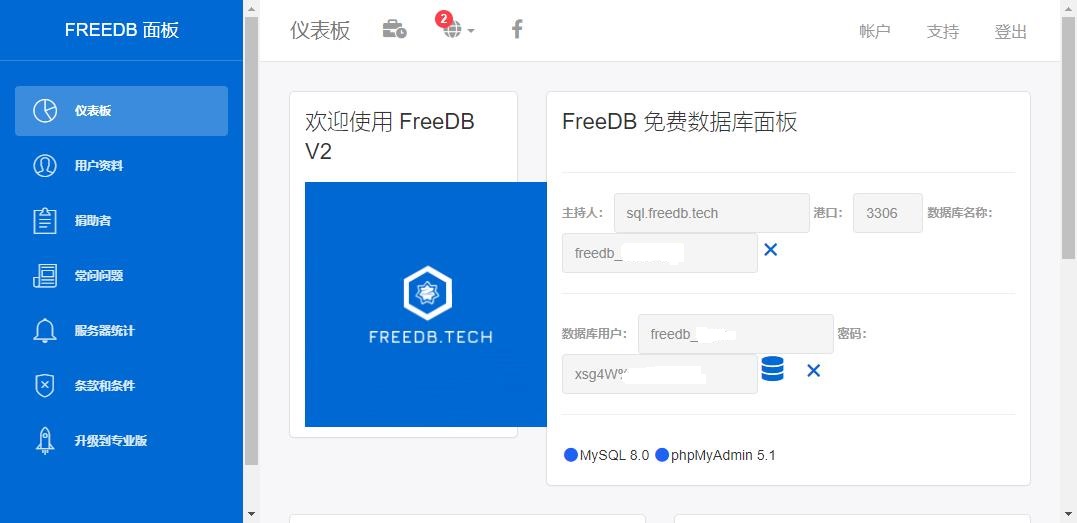 FREEDB 面板
仪表板
用户资料
捐助者
常问问题
服务器统计
条款和条件
升级到专业版
仪表板 2 帐户 支持 登出
欢迎使用 FreeDB
V2
FREEDB.TECH
FreeDB 免费数据库面板
主持人： sql.freedb.tech 港口： 3306 数据库名称：
freedb_
数据库用户： freedb_ 密码：
xsg4W%
MySQL 8.0 phpMyAdmin 5.1